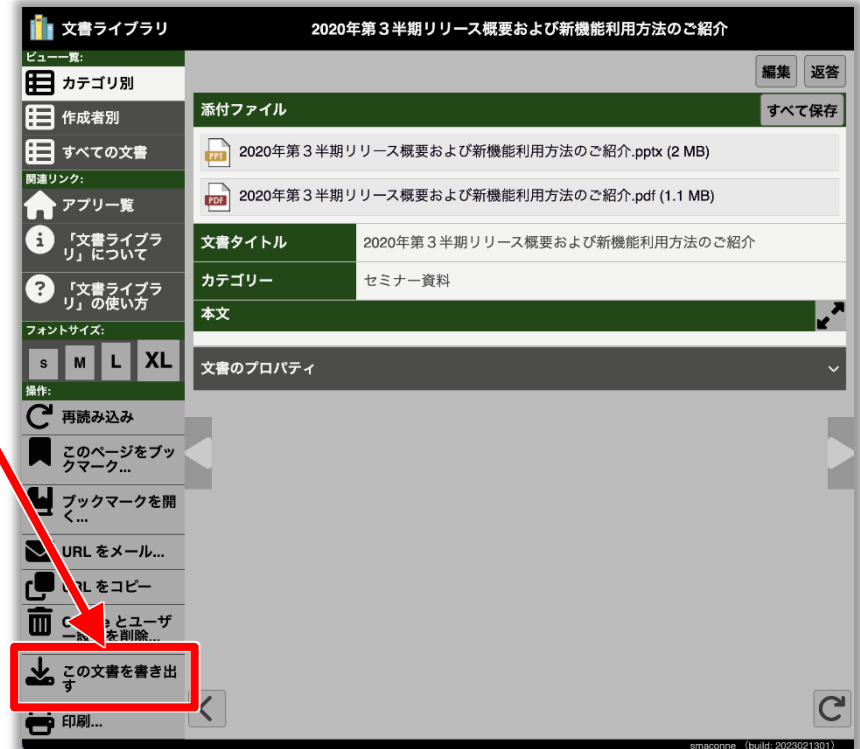 文書ライブラリ
2020年第３半期リリース概要および新機能利用方法のご紹介
ビュー一覧:
カテゴリ別
作成者別
すべての文書
関連リンク:
アプリ一覧
「文書ライブラ
リ」について
「文書ライブラ
リ」の使い方
フォントサイズ:
S M L XL
操作:
再読み込み
このページをブッ
クマーク...
ブックマークを開
く...
URL をメール...
URL をコピー
とユーザ
を削除...
この文書を書き出
す
印刷...
編集 返答
添付ファイル
すべて保存
PPT
2020年第３半期リリース概要および新機能利用方法のご紹介.pptx (2 MB)
PDF
2020年第３半期リリース概要および新機能利用方法のご紹介.pdf (1.1 MB)
文書タイトル
2020年第３半期リリース概要および新機能利用方法のご紹介
カテゴリー
セミナー資料
本文
文書のプロパティ
smaconne （build: 2023021301）